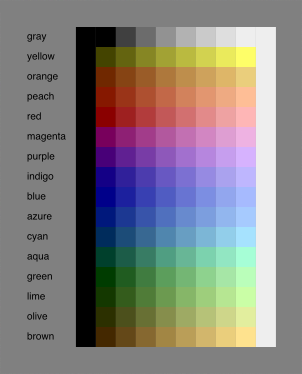 gray
yellow
orange
peach
red
magenta
purple
indigo
blue
azure
cyan
aqua
green
lime
olive
brown